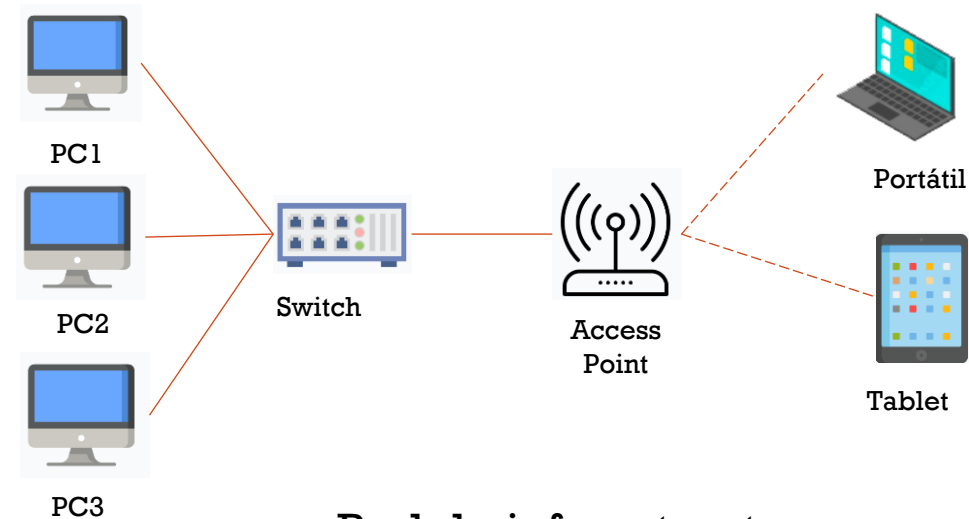 PC1
PC2
PC3
Switch
Access
Point
Portátil
Tablet